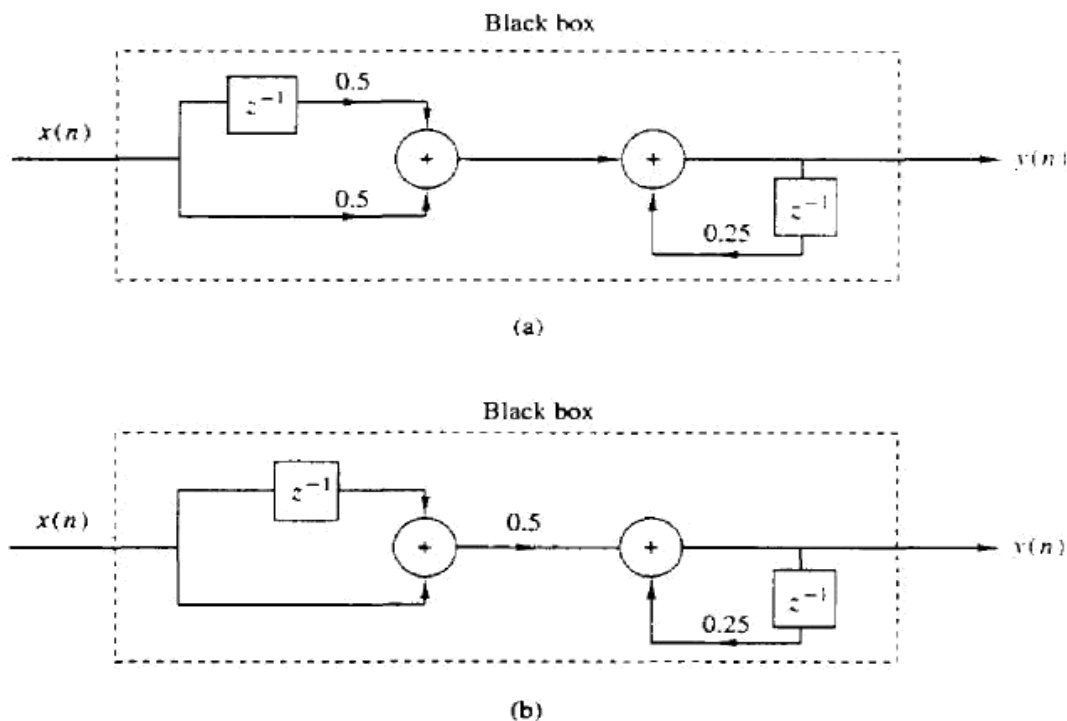 Black box
0.5
z⁻¹
x(n)
+
+
y(n)
0.5
z⁻¹
0.25
(a)
Black box
z⁻¹
x(n)
0.5
+
+
y(n)
z⁻¹
0.25
(b)